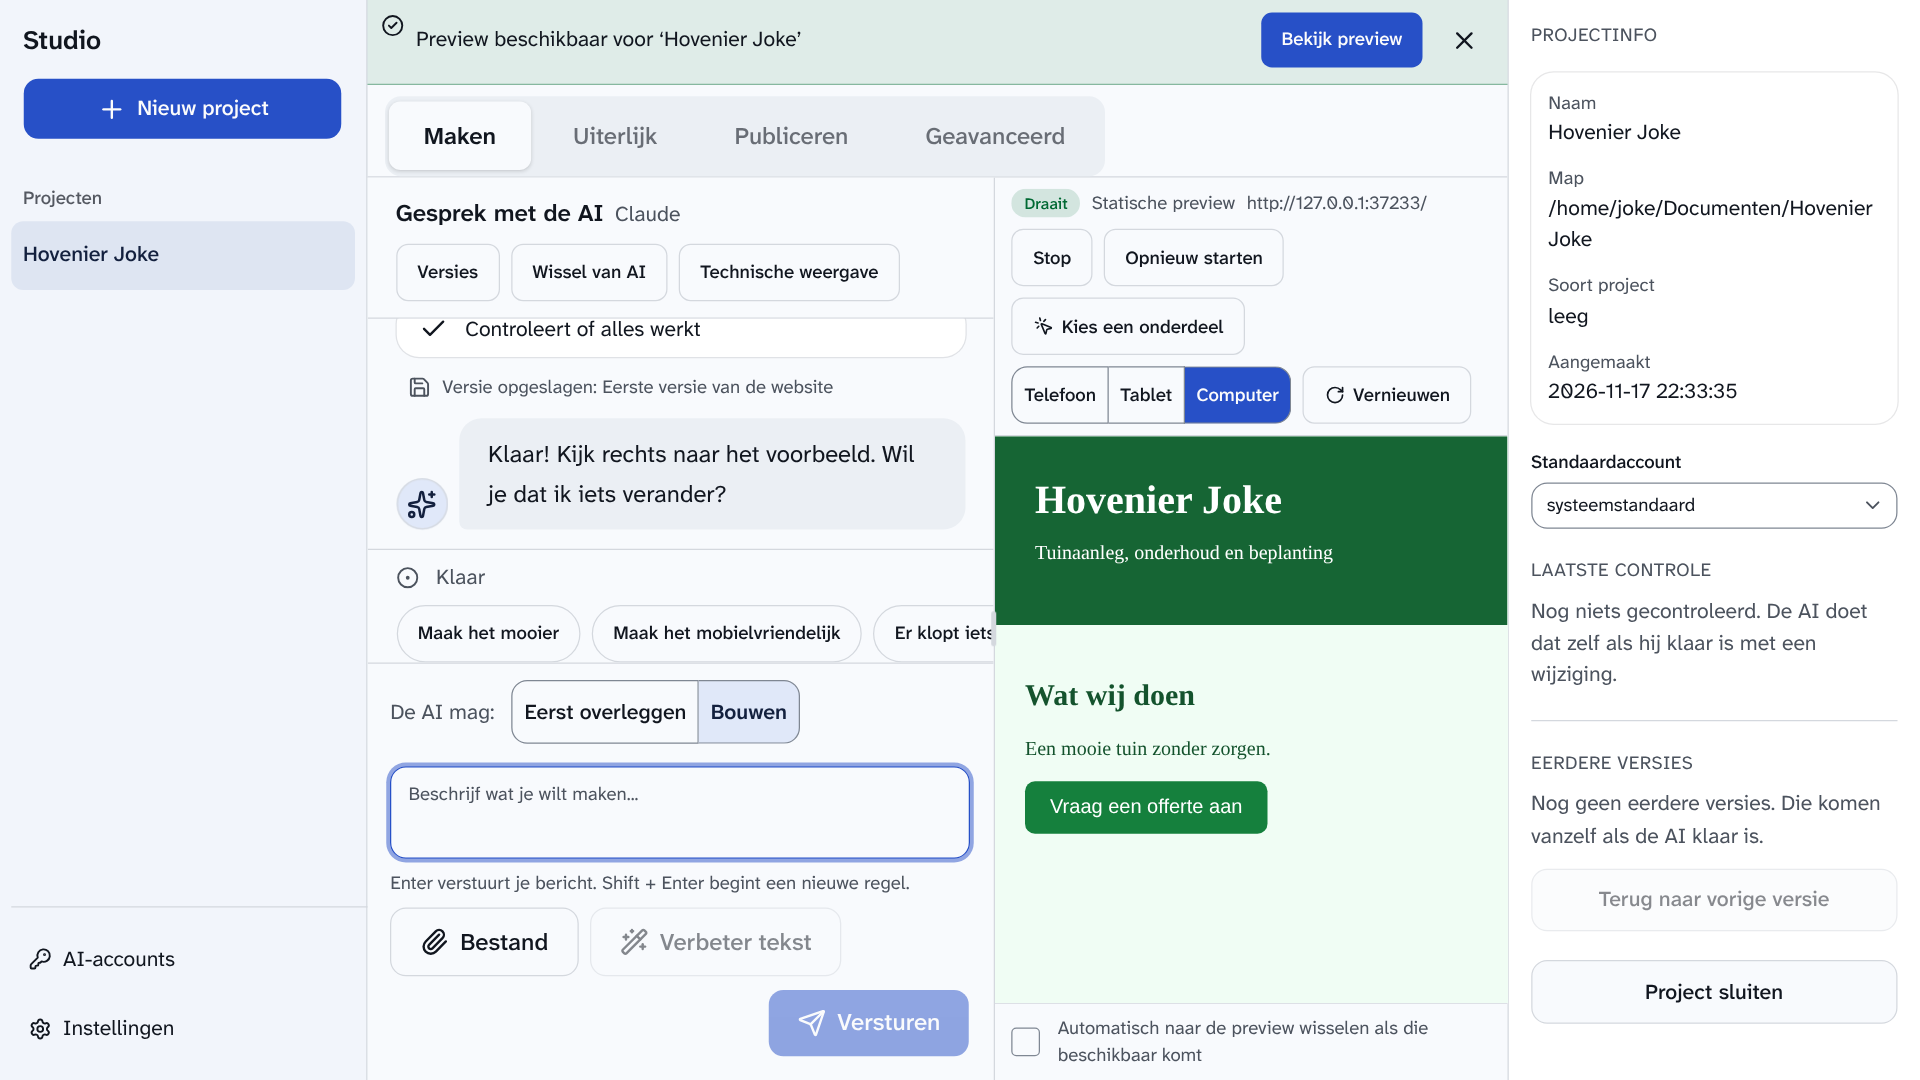 Studio
Nieuw project
Projecten
Hovenier Joke
AI-accounts
Instellingen
Preview beschikbaar voor ‘Hovenier Joke’
Bekijk preview
Maken
Uiterlijk
Publiceren
Geavanceerd
Gesprek met de AI Claude
Versies
Wissel van AI
Technische weergave
Controleert of alles werkt
Versie opgeslagen: Eerste versie van de website
Klaar! Kijk rechts naar het voorbeeld. Wil
je dat ik iets verander?
Klaar
Maak het mooier
Maak het mobielvriendelijk
Er klopt iets
De AI mag:
Eerst overleggen
Bouwen
Beschrijf wat je wilt maken...
Enter verstuurt je bericht. Shift + Enter begint een nieuwe regel.
Bestand
Verbeter tekst
Versturen
Draait Statische preview http://127.0.0.1:37233/
Stop
Opnieuw starten
Kies een onderdeel
Telefoon
Tablet
Computer
Vernieuwen
Hovenier Joke
Tuinaanleg, onderhoud en beplanting
Wat wij doen
Een mooie tuin zonder zorgen.
Vraag een offerte aan
Automatisch naar de preview wisselen als die
beschikbaar komt
PROJECTINFO
Naam
Hovenier Joke
Map
/home/joke/Documenten/Hovenier
Joke
Soort project
leeg
Aangemaakt
2026-11-17 22:33:35
Standaardaccount
systeemstandaard
LAATSTE CONTROLE
Nog niets gecontroleerd. De AI doet
dat zelf als hij klaar is met een
wijziging.
EERDERE VERSIES
Nog geen eerdere versies. Die komen
vanzelf als de AI klaar is.
Terug naar vorige versie
Project sluiten